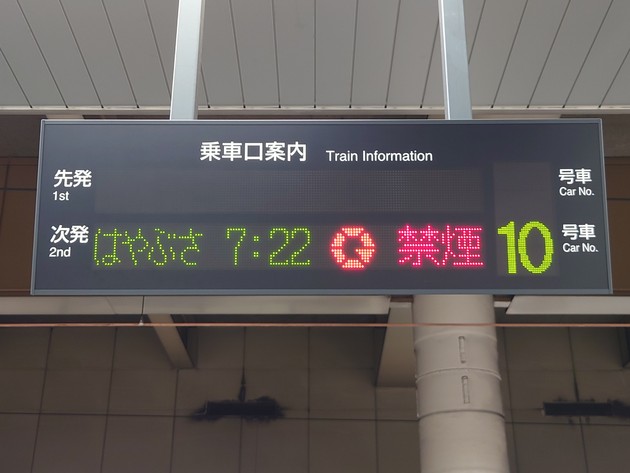 乗車口案内 Train Information
先発 号車
1st Car No.
次発 はやぶさ 7:22 禁煙 10 号車
2nd Car No.